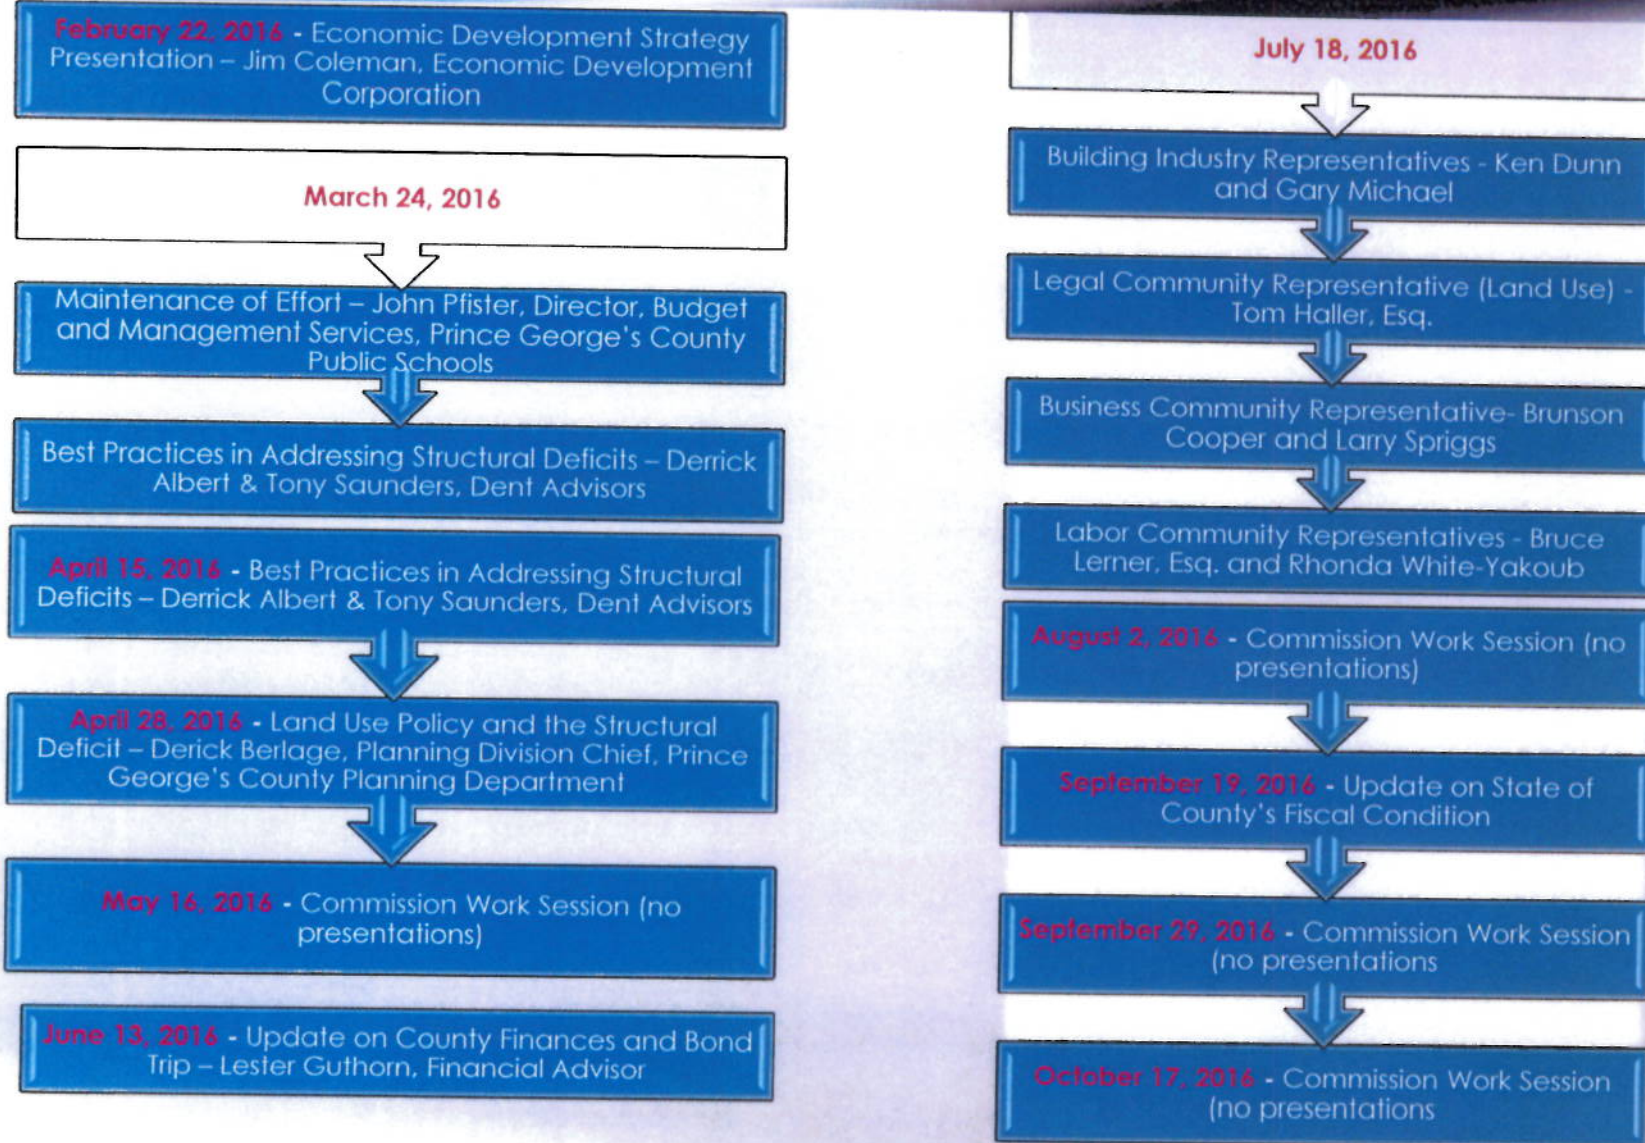 February 22, 2016 - Economic Development Strategy
Presentation – Jim Coleman, Economic Development
Corporation
March 24, 2016
Maintenance of Effort – John Pfister, Director, Budget
and Management Services, Prince George's County
Public Schools
Best Practices in Addressing Structural Deficits – Derrick
Albert & Tony Saunders, Dent Advisors
April 15, 2016 - Best Practices in Addressing Structural
Deficits – Derrick Albert & Tony Saunders, Dent Advisors
April 28, 2016 - Land Use Policy and the Structural
Deficit – Derick Berlage, Planning Division Chief, Prince
George's County Planning Department
May 16, 2016 - Commission Work Session (no
presentations)
June 13, 2016 - Update on County Finances and Bond
Trip – Lester Guthorn, Financial Advisor
July 18, 2016
Building Industry Representatives - Ken Dunn
and Gary Michael
Legal Community Representative (Land Use) -
Tom Haller, Esq.
Business Community Representative- Brunson
Cooper and Larry Spriggs
Labor Community Representatives - Bruce
Lerner, Esq. and Rhonda White-Yakoub
August 2, 2016 - Commission Work Session (no
presentations)
September 19, 2016 - Update on State of
County's Fiscal Condition
September 29, 2016 - Commission Work Session
(no presentations
October 17, 2016 - Commission Work Session
(no presentations